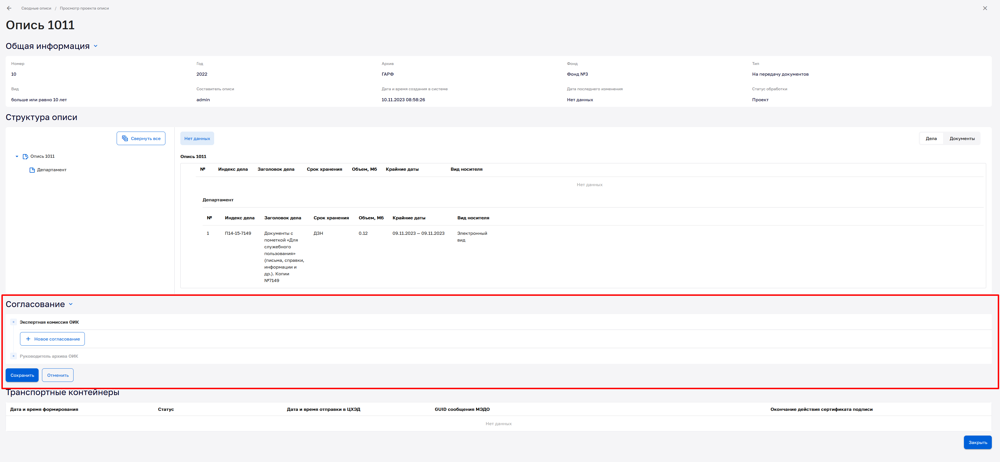 Сводные описи / Просмотр проекта описи
Опись 1011
Общая информация
Номер Год Архив Фонд Тип
10 2022 ГАРФ Фонд №3 На передачу документов
Вид Составитель описи Дата и время создания в системе Дата последнего изменения Статус обработки
больше или равно 10 лет admin 10.11.2023 08:58:26 Нет данных Проект
Структура описи
Свернуть все
Опись 1011
Департамент
Нет данных
Дела Документы
Опись 1011
№ Индекс дела Заголовок дела Срок хранения Объем, Мб Крайние даты Вид носителя
Нет данных
Департамент
№ Индекс дела Заголовок дела Срок хранения Объем, Мб Крайние даты Вид носителя
1 П14-15-7149 Документы с ДЗН 0.12 09.11.2023 — 09.11.2023 Электронный
пометкой «Для вид
служебного
пользования»
(письма, справки,
информации и
др.). Копии
№7149
Согласование
Экспертная комиссия ОИК
+ Новое согласование
Руководитель архива ОИК
Сохранить Отменить
Транспортные контейнеры
Дата и время формирования Статус Дата и время отправки в ЦХЭД GUID сообщения МЭДО Окончание действия сертификата подписи
Нет данных
Закрыть